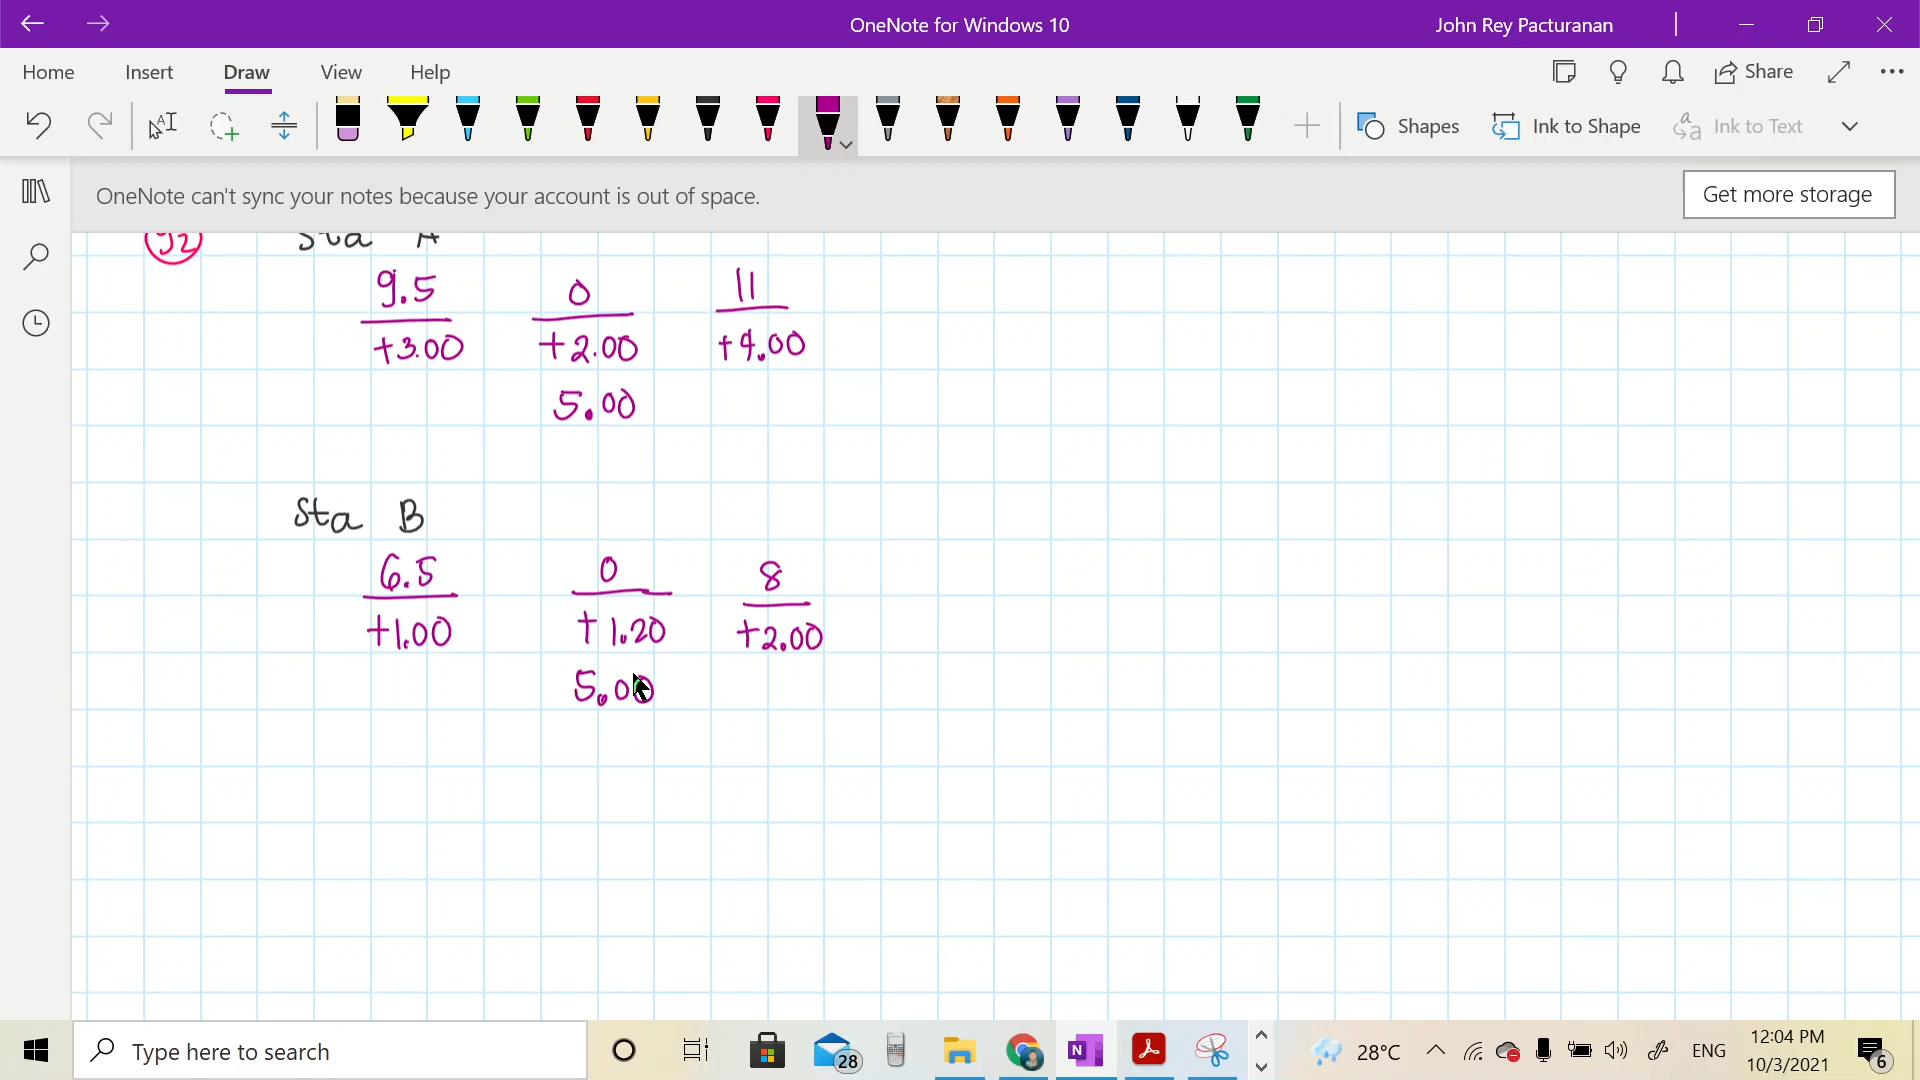 OneNote for Windows 10
John Rey Pacturanan
Home Insert Draw View Help
Share
Shapes Ink to Shape Ink to Text
OneNote can't sync your notes because your account is out of space.
Get more storage
92 Sta A
9.5 0 11
+3.00 +2.00 +4.00
5.00
Sta B
6.5 0 8
+1.00 +1.20 +2.00
5.00
Type here to search
28
28°C
ENG
12:04 PM
10/3/2021
6